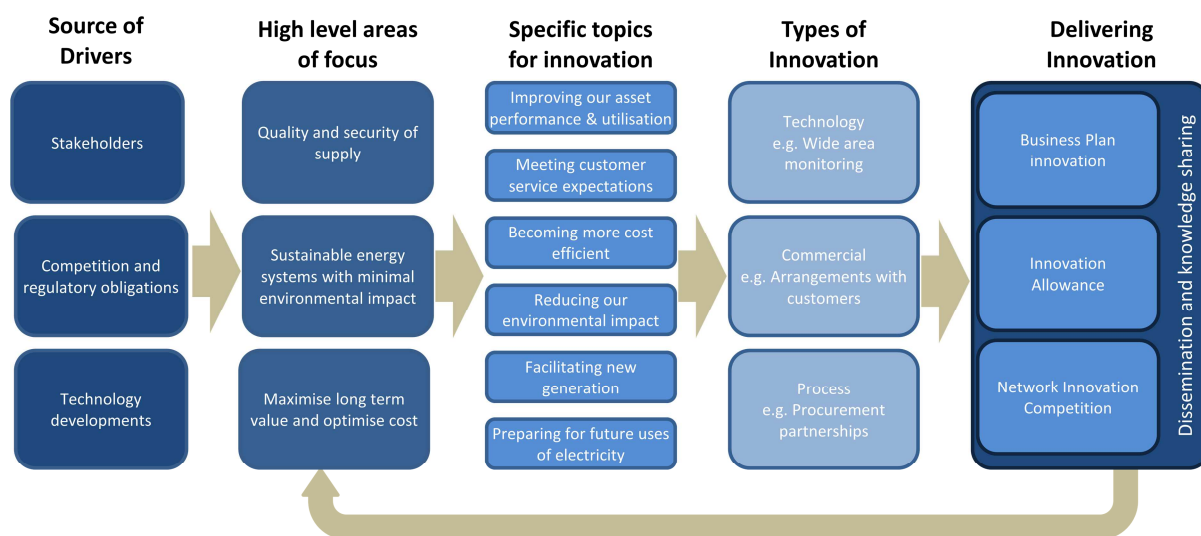 Source of
Drivers
High level areas
of focus
Specific topics
for innovation
Types of
Innovation
Delivering
Innovation
Stakeholders
Competition and
regulatory obligations
Technology
developments
Quality and security of
supply
Sustainable energy
systems with minimal
environmental impact
Maximise long term
value and optimise cost
Improving our asset
performance & utilisation
Meeting customer
service expectations
Becoming more cost
efficient
Reducing our
environmental impact
Facilitating new
generation
Preparing for future uses
of electricity
Technology
e.g. Wide area
monitoring
Commercial
e.g. Arrangements with
customers
Process
e.g. Procurement
partnerships
Business Plan
innovation
Innovation
Allowance
Network Innovation
Competition
Dissemination and knowledge sharing